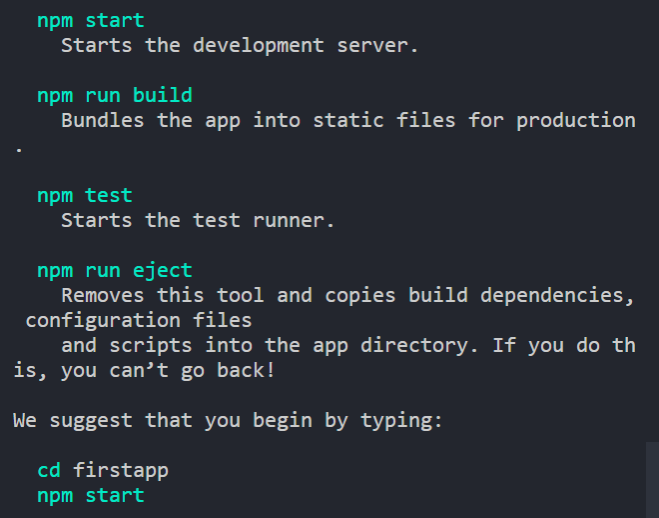 npm start
Starts the development server.
npm run build
Bundles the app into static files for production
.
npm test
Starts the test runner.
npm run eject
Removes this tool and copies build dependencies,
configuration files
and scripts into the app directory. If you do th
is, you can’t go back!
We suggest that you begin by typing:
cd firstapp
npm start